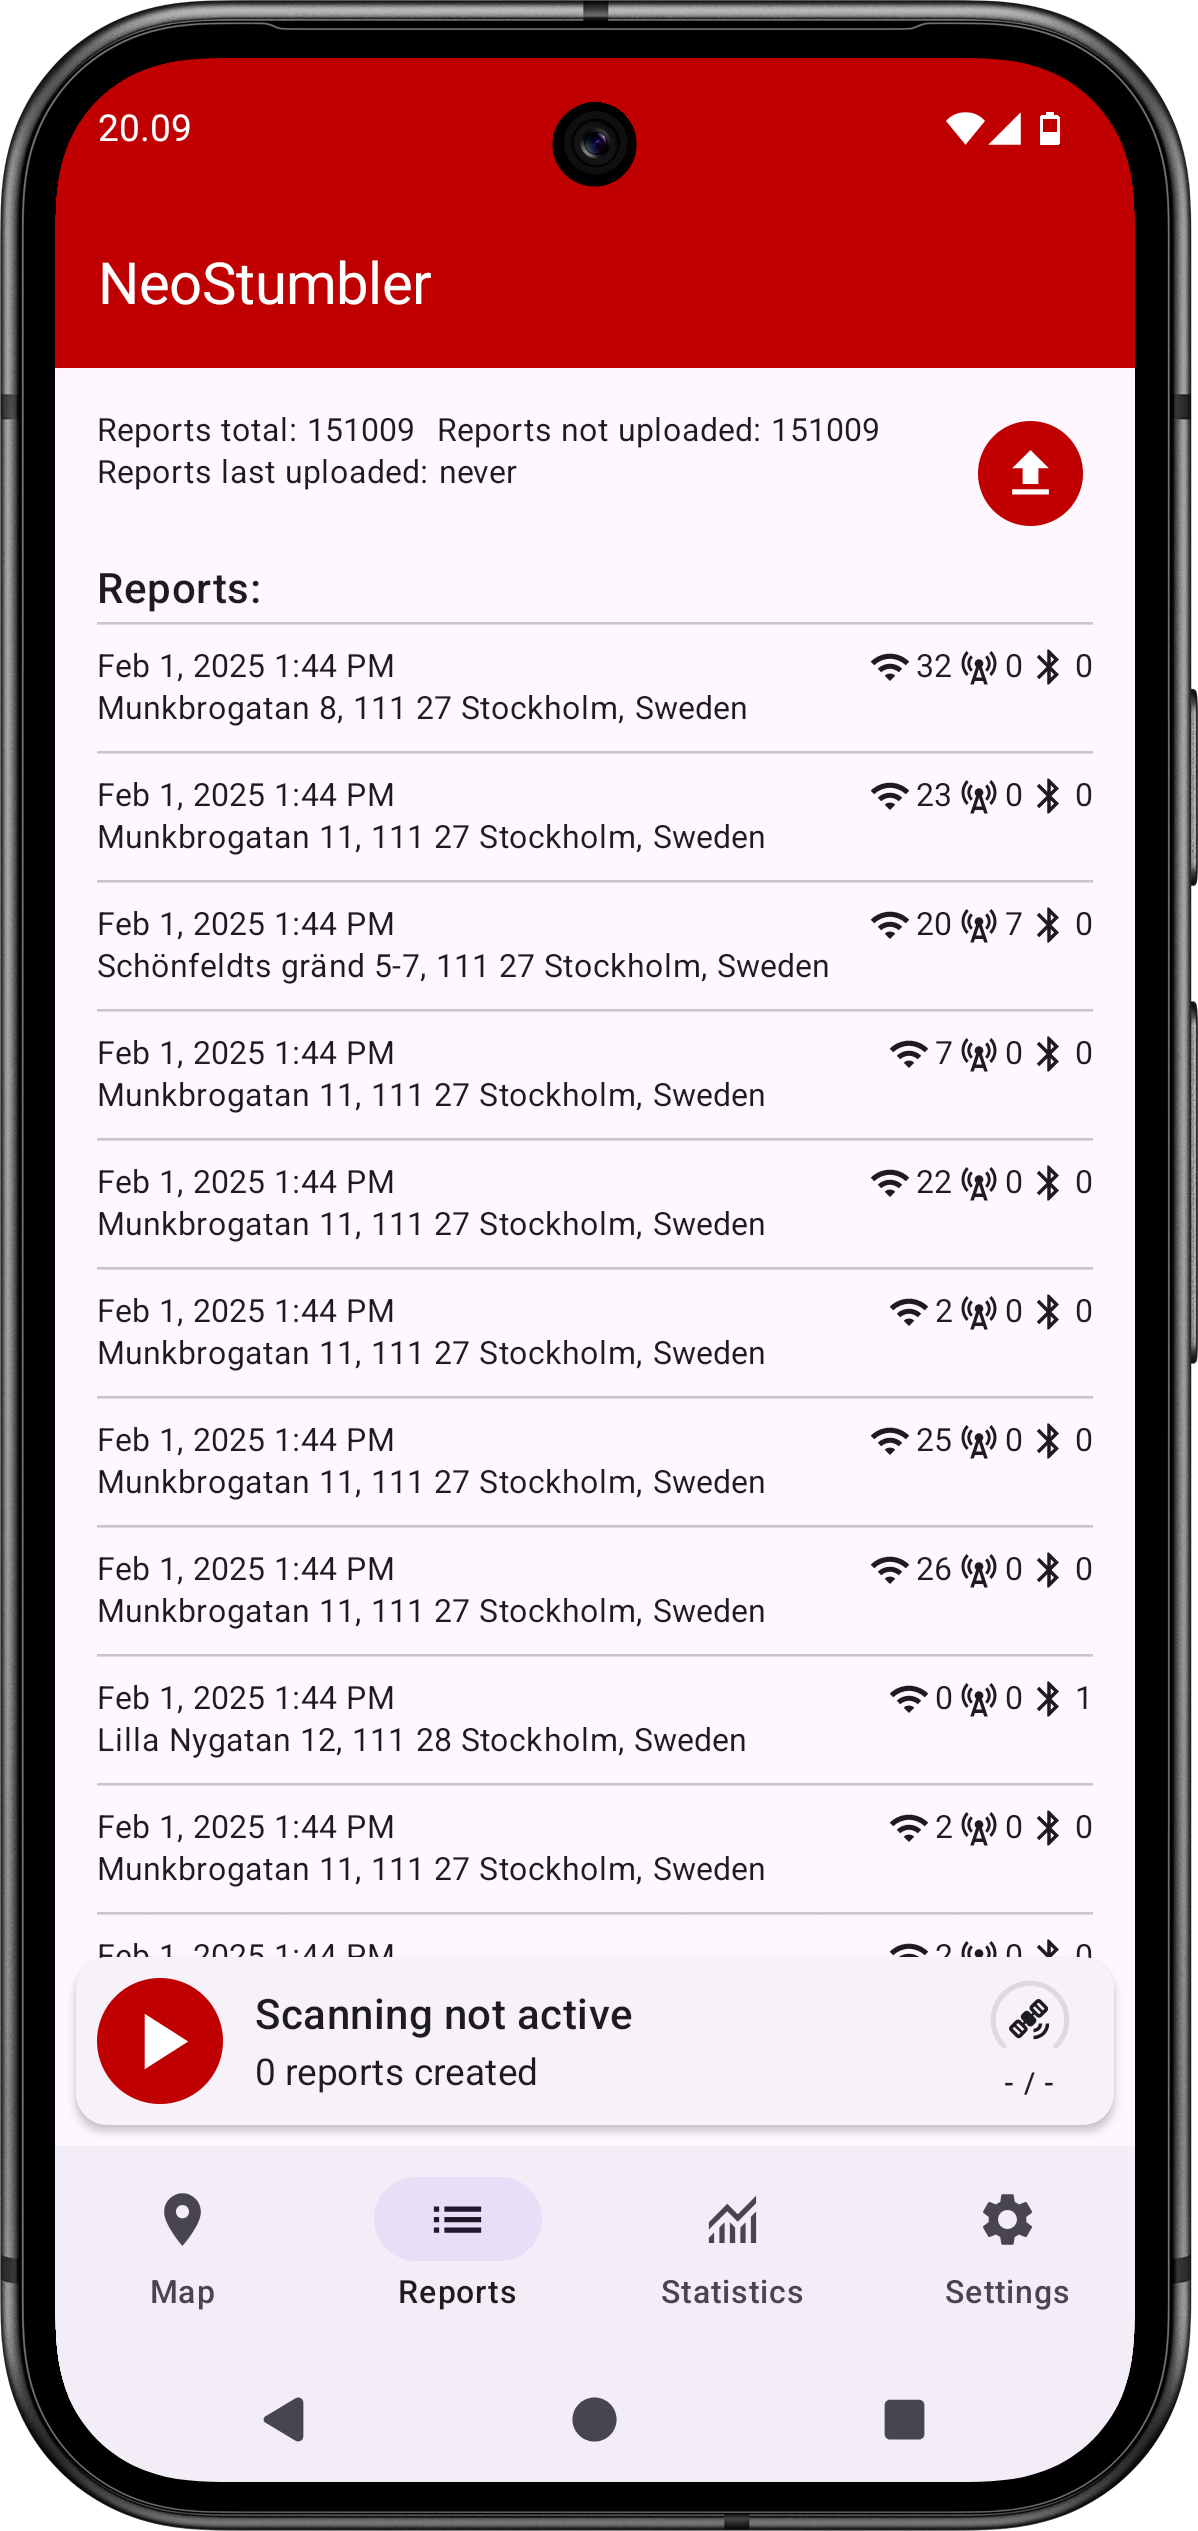 20.09
NeoStumbler
Reports total: 151009 Reports not uploaded: 151009
Reports last uploaded: never
Reports:
Feb 1, 2025 1:44 PM 32 0 0
Munkbrogatan 8, 111 27 Stockholm, Sweden
Feb 1, 2025 1:44 PM 23 0 0
Munkbrogatan 11, 111 27 Stockholm, Sweden
Feb 1, 2025 1:44 PM 20 7 0
Schönfeldts gränd 5-7, 111 27 Stockholm, Sweden
Feb 1, 2025 1:44 PM 7 0 0
Munkbrogatan 11, 111 27 Stockholm, Sweden
Feb 1, 2025 1:44 PM 22 0 0
Munkbrogatan 11, 111 27 Stockholm, Sweden
Feb 1, 2025 1:44 PM 2 0 0
Munkbrogatan 11, 111 27 Stockholm, Sweden
Feb 1, 2025 1:44 PM 25 0 0
Munkbrogatan 11, 111 27 Stockholm, Sweden
Feb 1, 2025 1:44 PM 26 0 0
Munkbrogatan 11, 111 27 Stockholm, Sweden
Feb 1, 2025 1:44 PM 0 0 1
Lilla Nygatan 12, 111 28 Stockholm, Sweden
Feb 1, 2025 1:44 PM 2 0 0
Munkbrogatan 11, 111 27 Stockholm, Sweden
Feb 1, 2025 1:44 PM 2 0 0
Scanning not active
0 reports created
- / -
Map Reports Statistics Settings